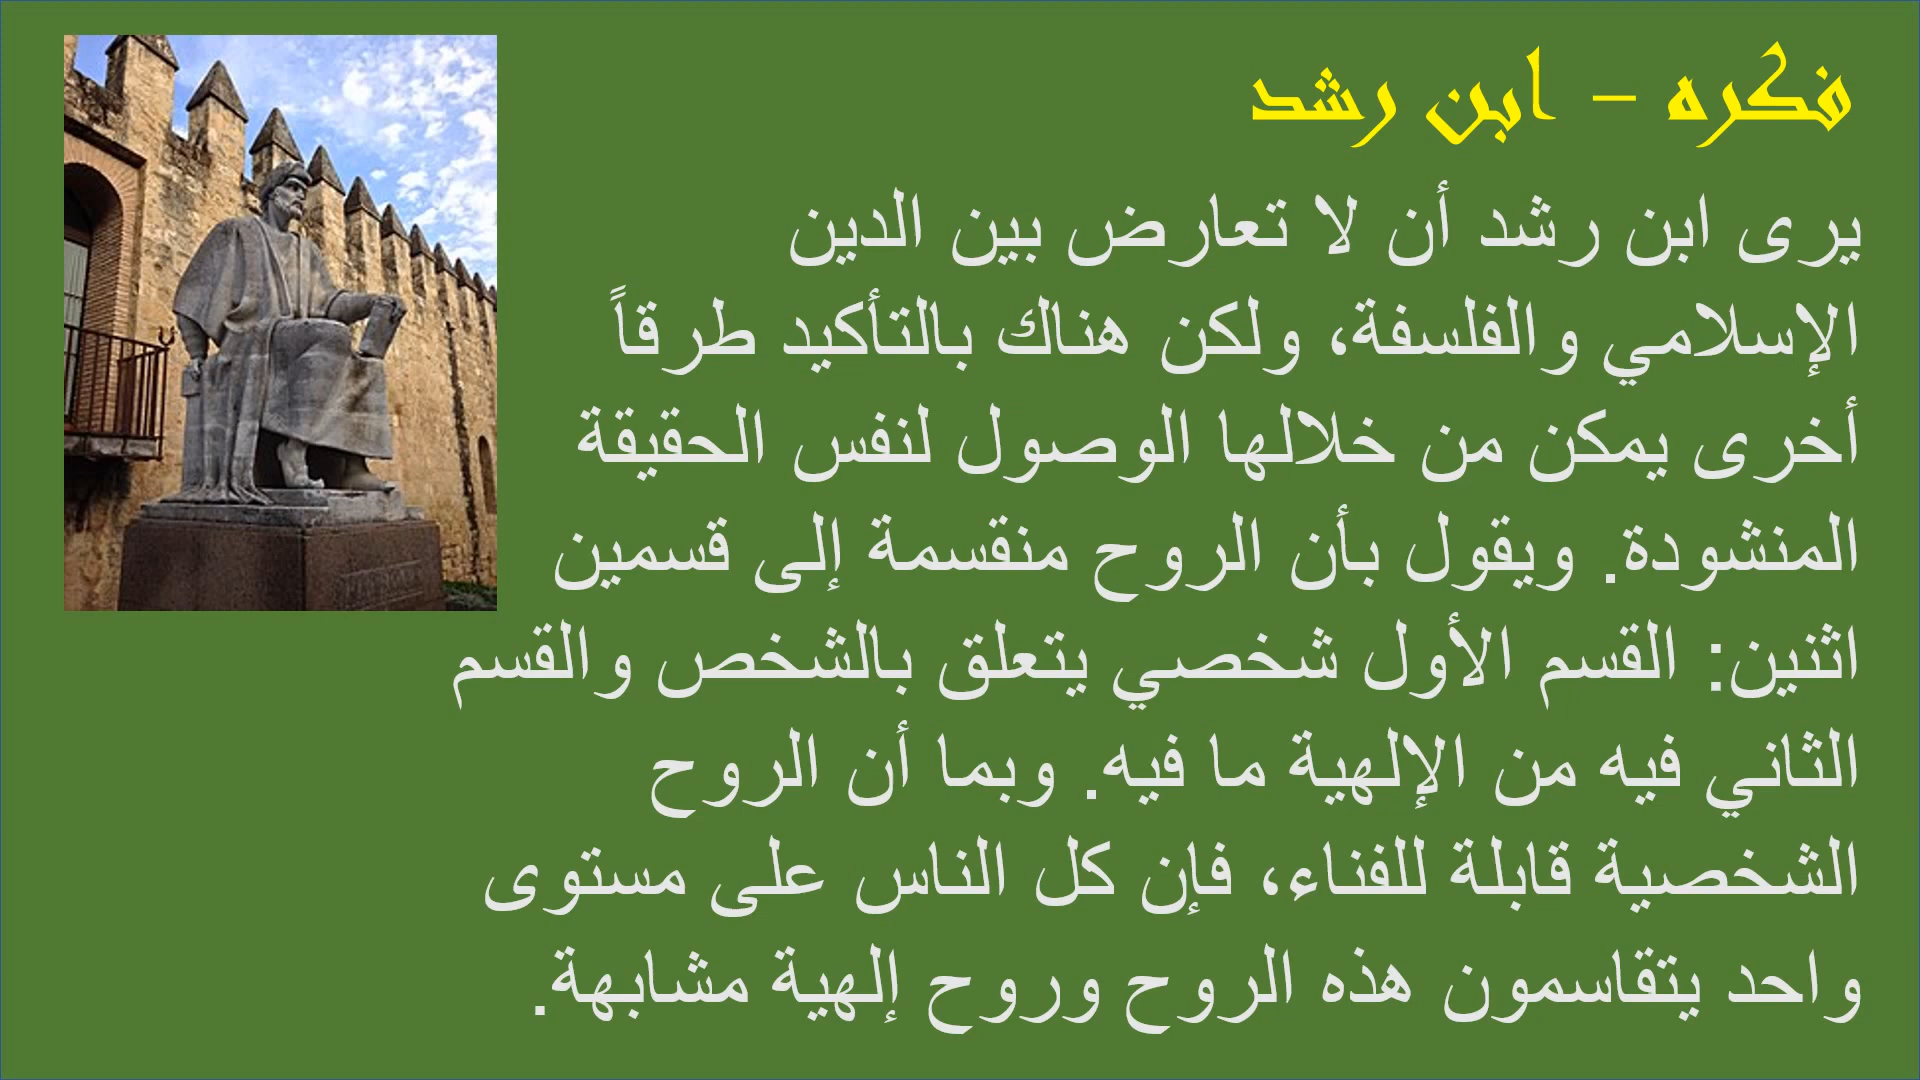 فكره – ابن رشد
يرى ابن رشد أن لا تعارض بين الدين
الإسلامي والفلسفة، ولكن هناك بالتأكيد طرقاً
أخرى يمكن من خلالها الوصول لنفس الحقيقة
المنشودة. ويقول بأن الروح منقسمة إلى قسمين
اثنين: القسم الأول شخصي يتعلق بالشخص والقسم
الثاني فيه من الإلهية ما فيه. وبما أن الروح
الشخصية قابلة للفناء، فإن كل الناس على مستوى
واحد يتقاسمون هذه الروح وروح إلهية مشابهة.